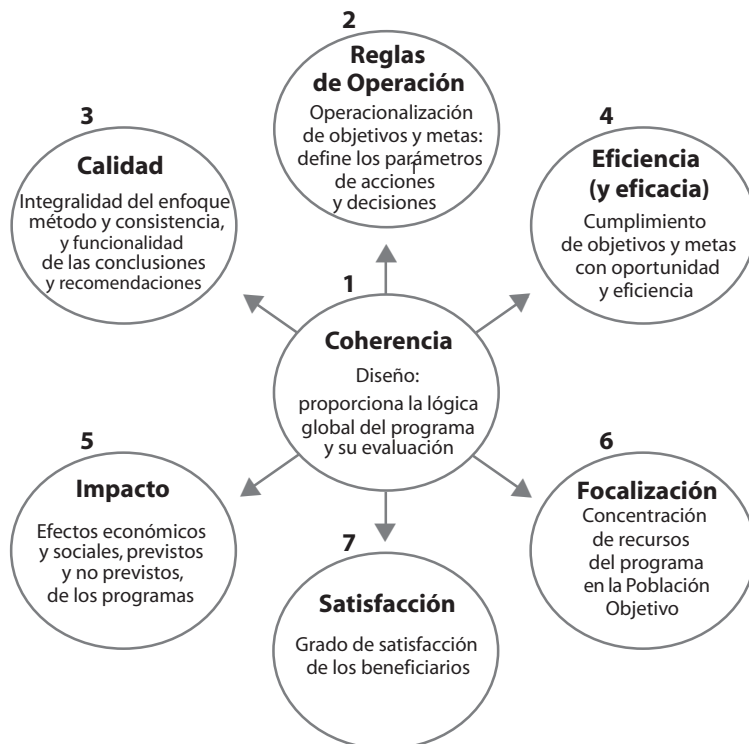 2
Reglas
de Operación
Operacionalización
de objetivos y metas:
define los parámetros
de acciones
y decisiones
3
Calidad
Integralidad del enfoque
método y consistencia,
y funcionalidad
de las conclusiones
y recomendaciones
4
Eficiencia
(y eficacia)
Cumplimiento
de objetivos y metas
con oportunidad
y eficiencia
1
Coherencia
Diseño:
proporciona la lógica
global del programa
y su evaluación
5
Impacto
Efectos económicos
y sociales, previstos
y no previstos,
de los programas
6
Focalización
Concentración
de recursos
del programa
en la Población
Objetivo
7
Satisfacción
Grado de satisfacción
de los beneficiarios